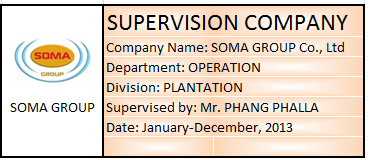 SOMA
GROUP
SOMA GROUP
SUPERVISION COMPANY
Company Name: SOMA GROUP Co., Ltd
Department: OPERATION
Division: PLANTATION
Supervised by: Mr. PHANG PHALLA
Date: January-December, 2013